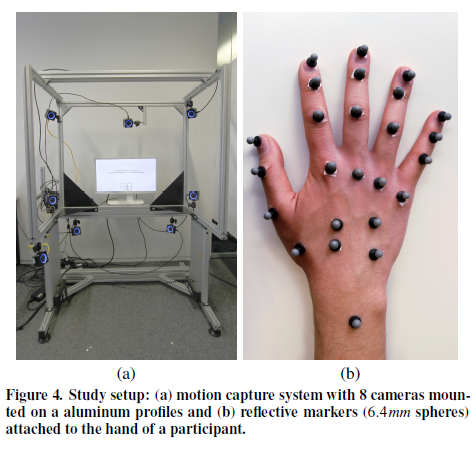 (a)
(b)
Figure 4. Study setup: (a) motion capture system with 8 cameras moun-
ted on a aluminum profiles and (b) reflective markers (6.4mm spheres)
attached to the hand of a participant.